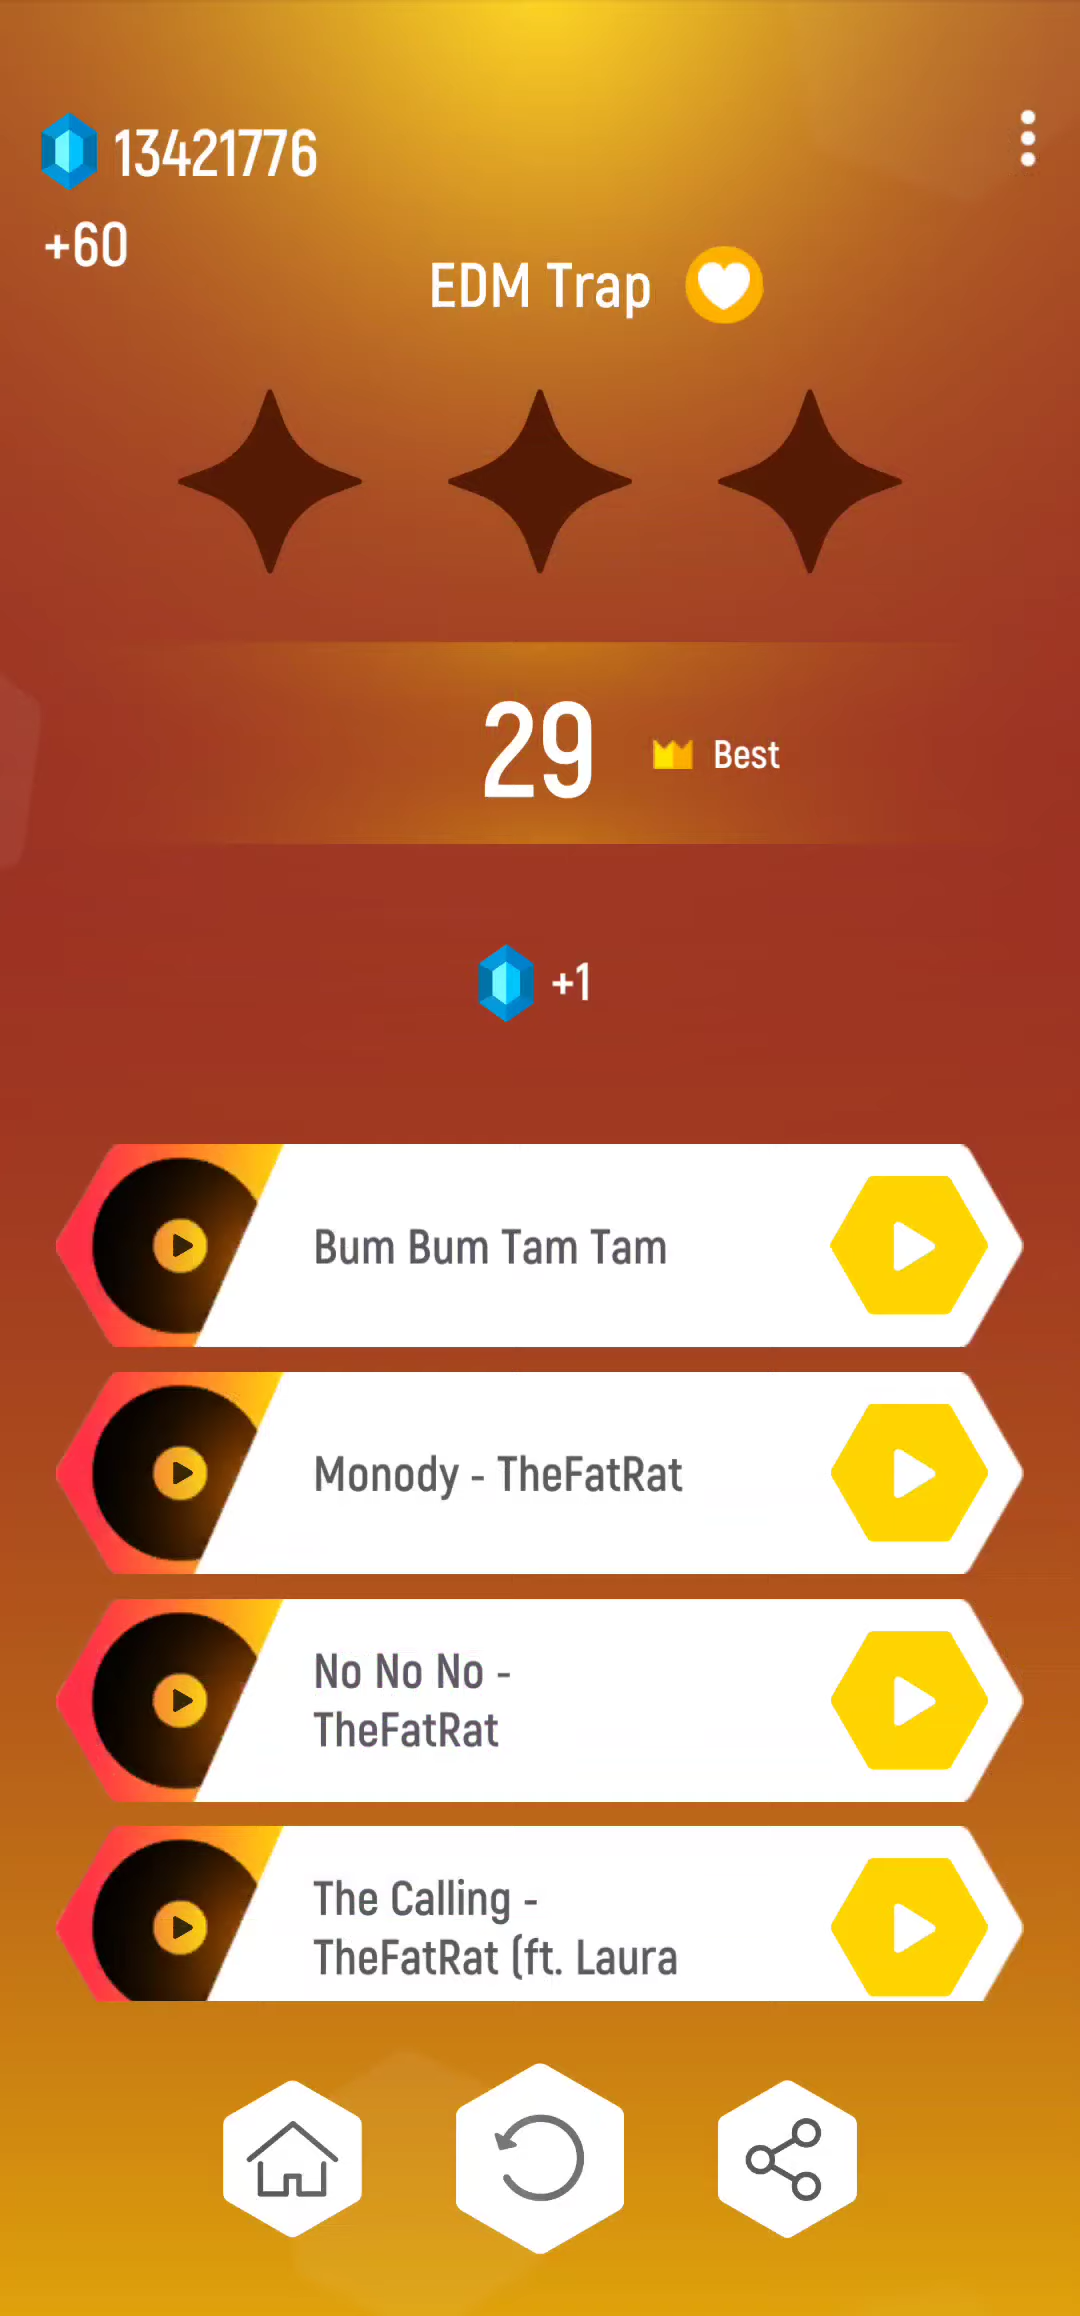 13421776
+60
EDM Trap
29
Best
+1
Bum Bum Tam Tam
Monody - TheFatRat
No No No -
TheFatRat
The Calling -
TheFatRat (ft. Laura